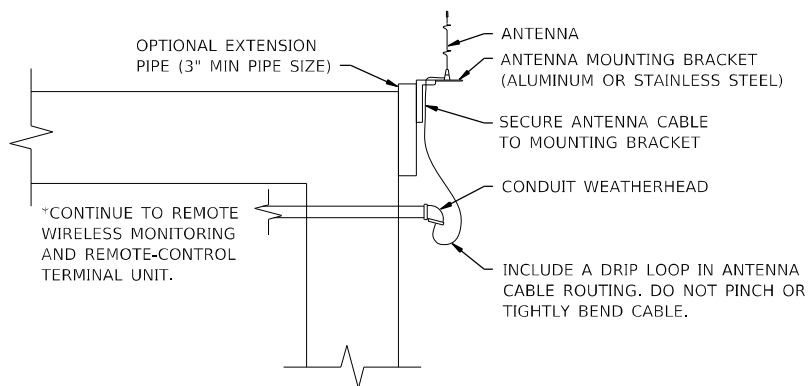 OPTIONAL EXTENSION
PIPE (3" MIN PIPE SIZE)
ANTENNA
ANTENNA MOUNTING BRACKET
(ALUMINUM OR STAINLESS STEEL)
SECURE ANTENNA CABLE
TO MOUNTING BRACKET
CONDUIT WEATHERHEAD
*CONTINUE TO REMOTE
WIRELESS MONITORING
AND REMOTE-CONTROL
TERMINAL UNIT.
INCLUDE A DRIP LOOP IN ANTENNA
CABLE ROUTING. DO NOT PINCH OR
TIGHTLY BEND CABLE.